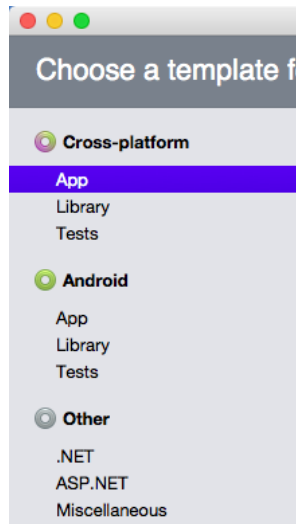 Choose a template f
Cross-platform
App
Library
Tests
Android
App
Library
Tests
Other
.NET
ASP.NET
Miscellaneous